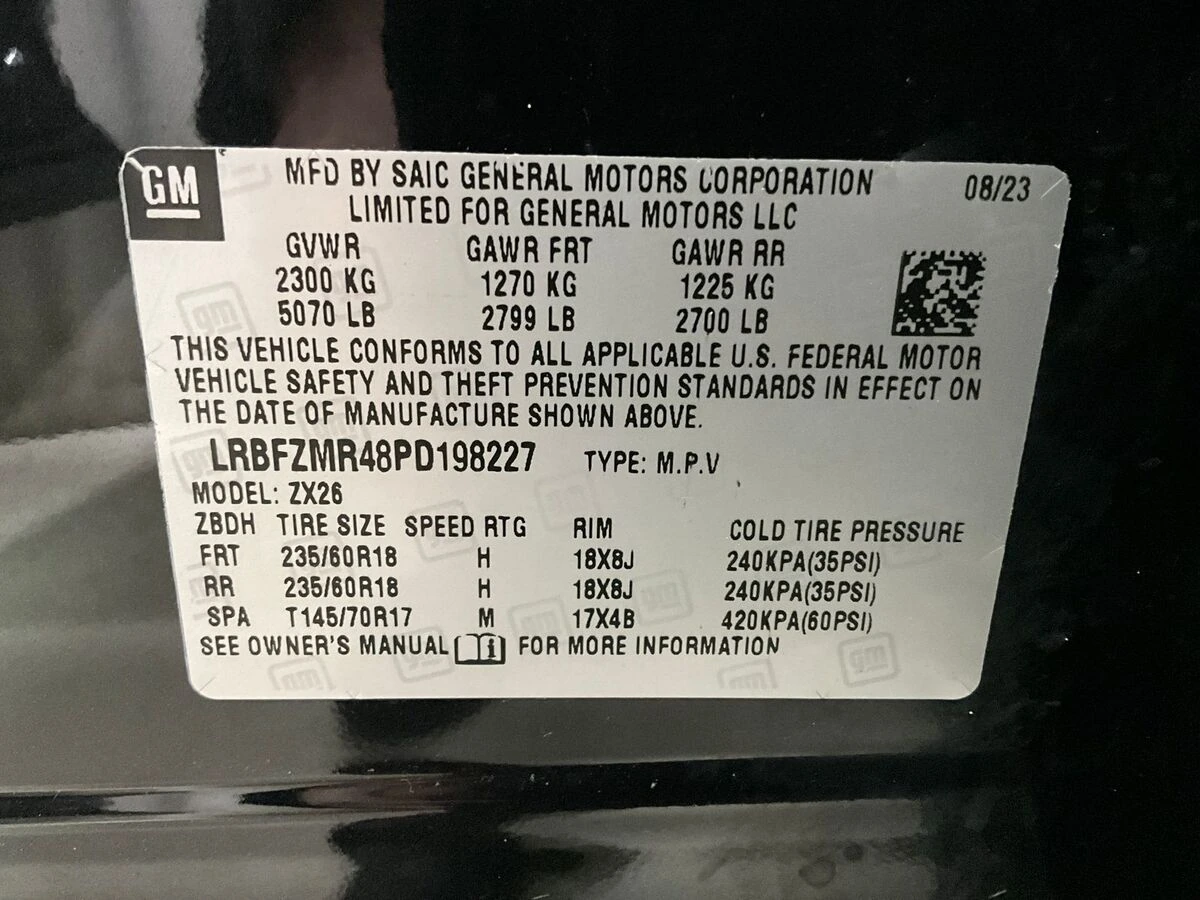 GM
MFD BY SAIC GENERAL MOTORS CORPORATION 08/23
LIMITED FOR GENERAL MOTORS LLC
GVWR GAWR FRT GAWR RR
2300 KG 1270 KG 1225 KG
5070 LB 2799 LB 2700 LB
THIS VEHICLE CONFORMS TO ALL APPLICABLE U.S. FEDERAL MOTOR
VEHICLE SAFETY AND THEFT PREVENTION STANDARDS IN EFFECT ON
THE DATE OF MANUFACTURE SHOWN ABOVE.
LRBFZMR48PD198227 TYPE: M.P.V
MODEL: ZX26
ZBDH TIRE SIZE SPEED RTG RIM COLD TIRE PRESSURE
FRT 235/60R18 H 18X8J 240KPA(35PSI)
RR 235/60R18 H 18X8J 240KPA(35PSI)
SPA T145/70R17 M 17X4B 420KPA(60PSI)
SEE OWNER'S MANUAL FOR MORE INFORMATION